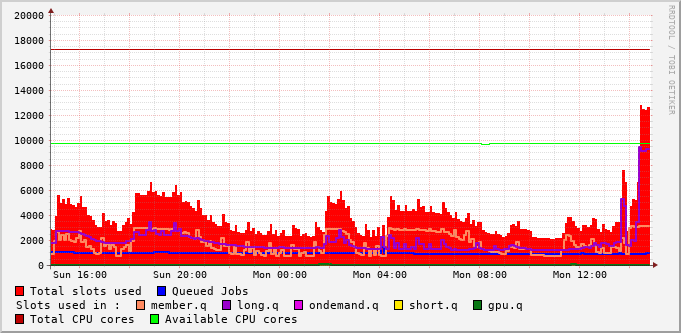 20000
18000
16000
14000
12000
10000
8000
6000
4000
2000
0
Sun 16:00 Sun 20:00 Mon 00:00 Mon 04:00 Mon 08:00 Mon 12:00
Total slots used Queued Jobs
Slots used in : member.q long.q ondemand.q short.q gpu.q
Total CPU cores Available CPU cores
RRDTOOL / TOBI OETIKER